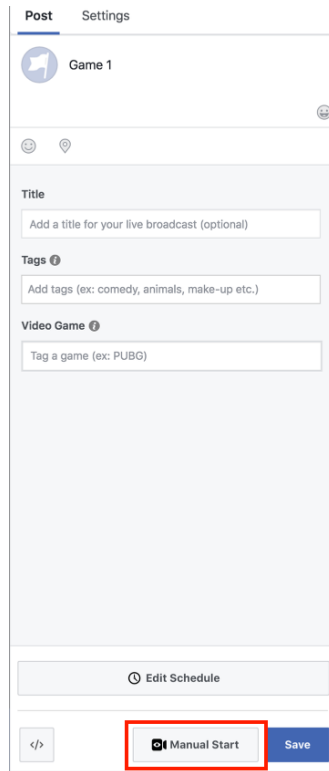 Post Settings
Game 1
Title
Add a title for your live broadcast (optional)
Tags
Add tags (ex: comedy, animals, make-up etc.)
Video Game
Tag a game (ex: PUBG)
Edit Schedule
</> Manual Start Save